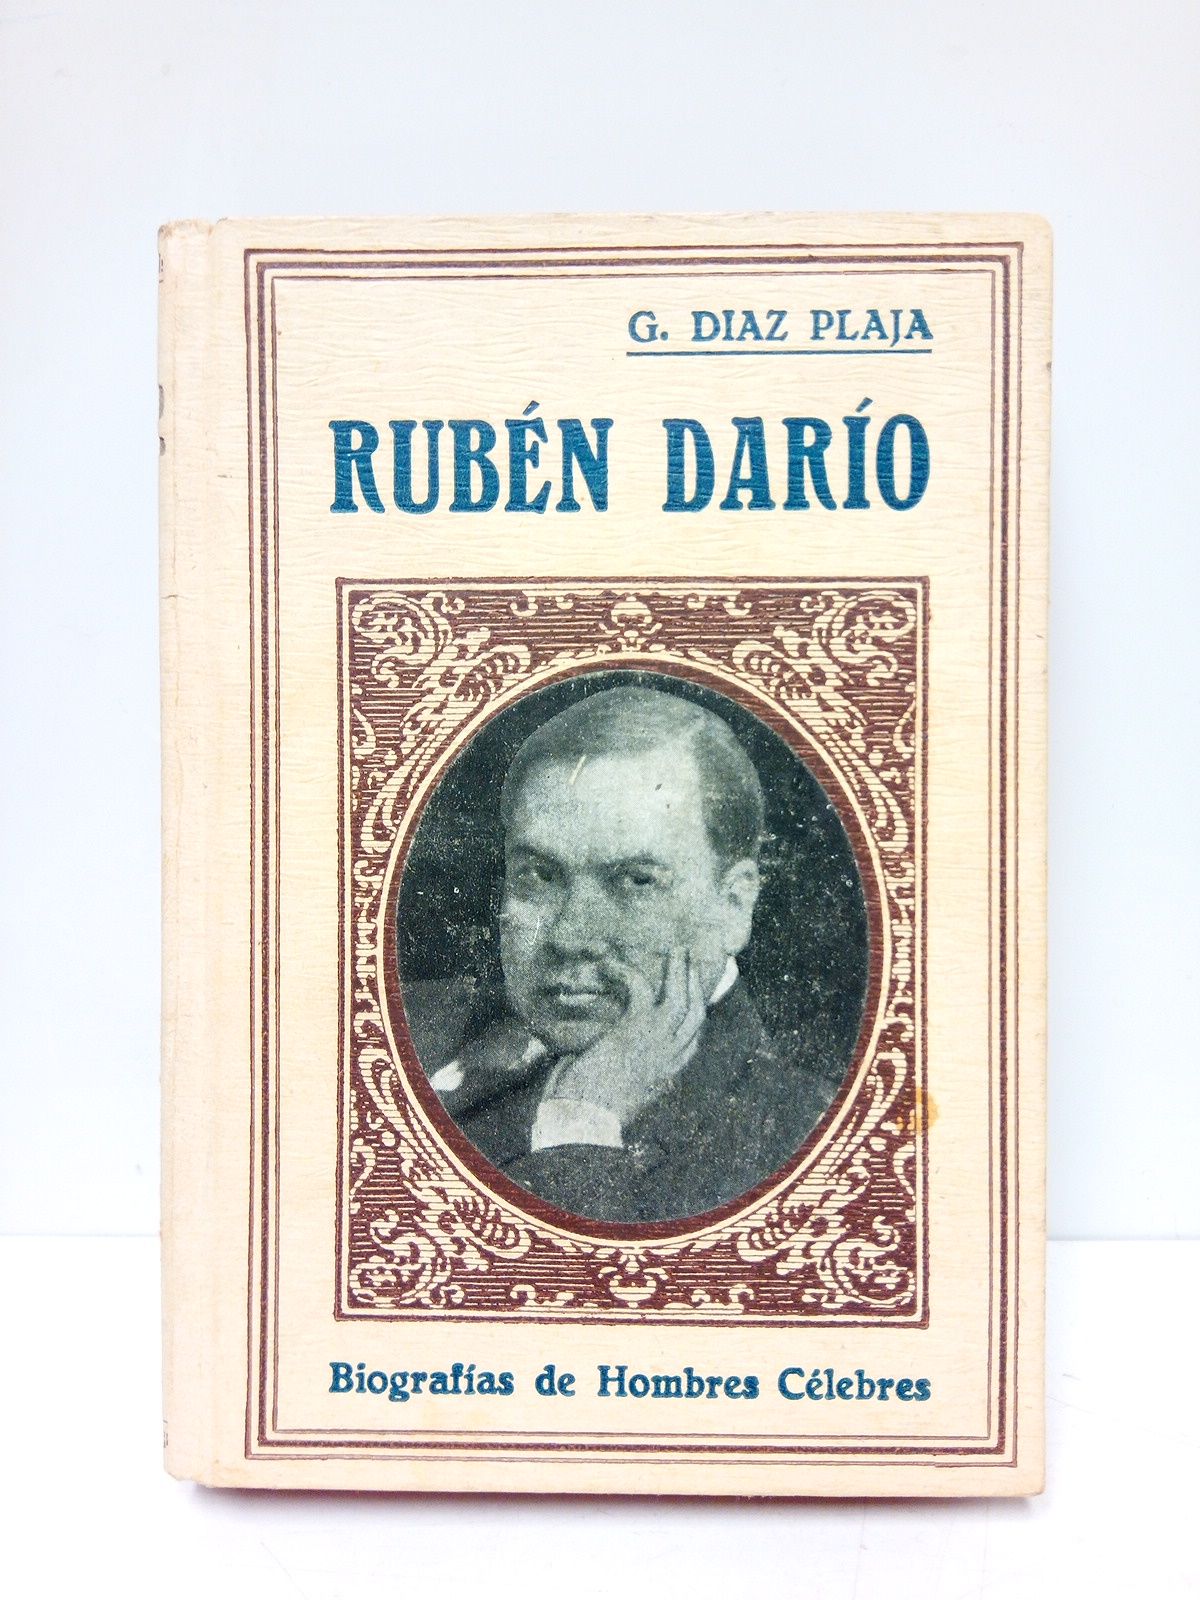 G. DIAZ PLAJA
RUBÉN DARÍO
Biografías de Hombres Célebres